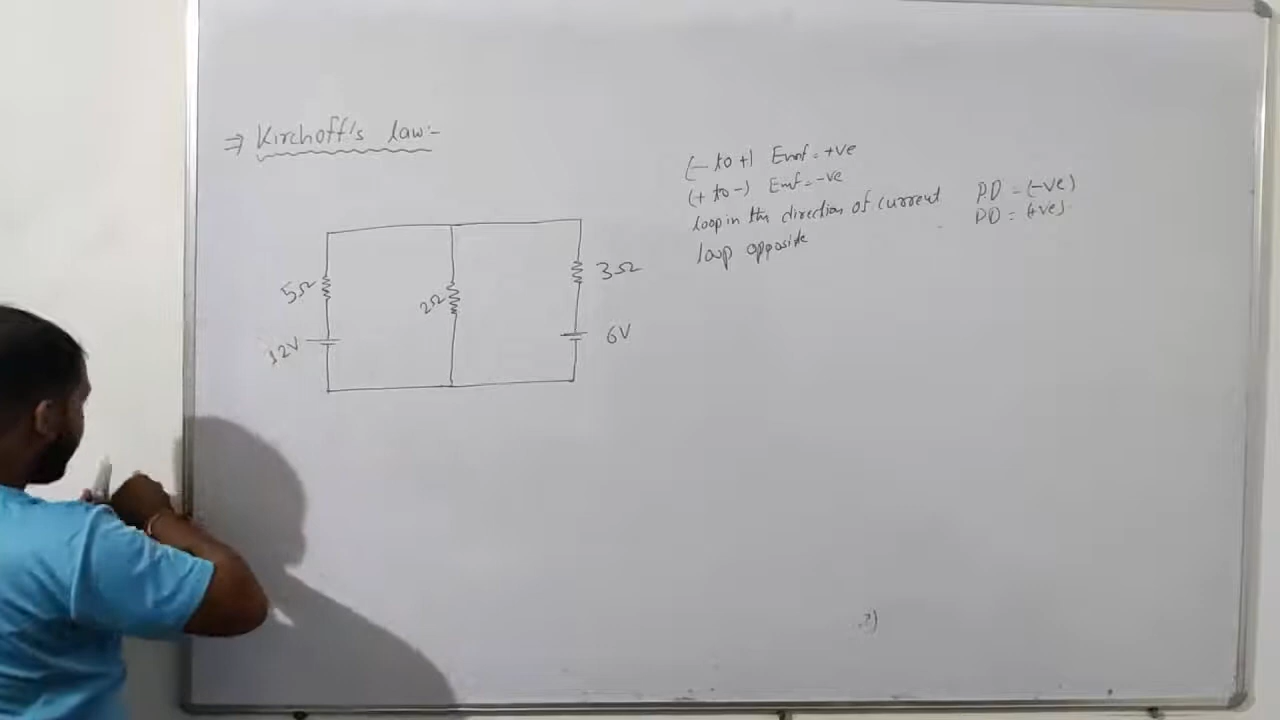 ⇒ Kirchoff's law:-
(- to +) Emf = +ve
(+ to -) Emf = -ve
loop in the direction of current PD = (-ve)
loop opposite PD = (+ve)
5Ω
2Ω
3Ω
12V
6V